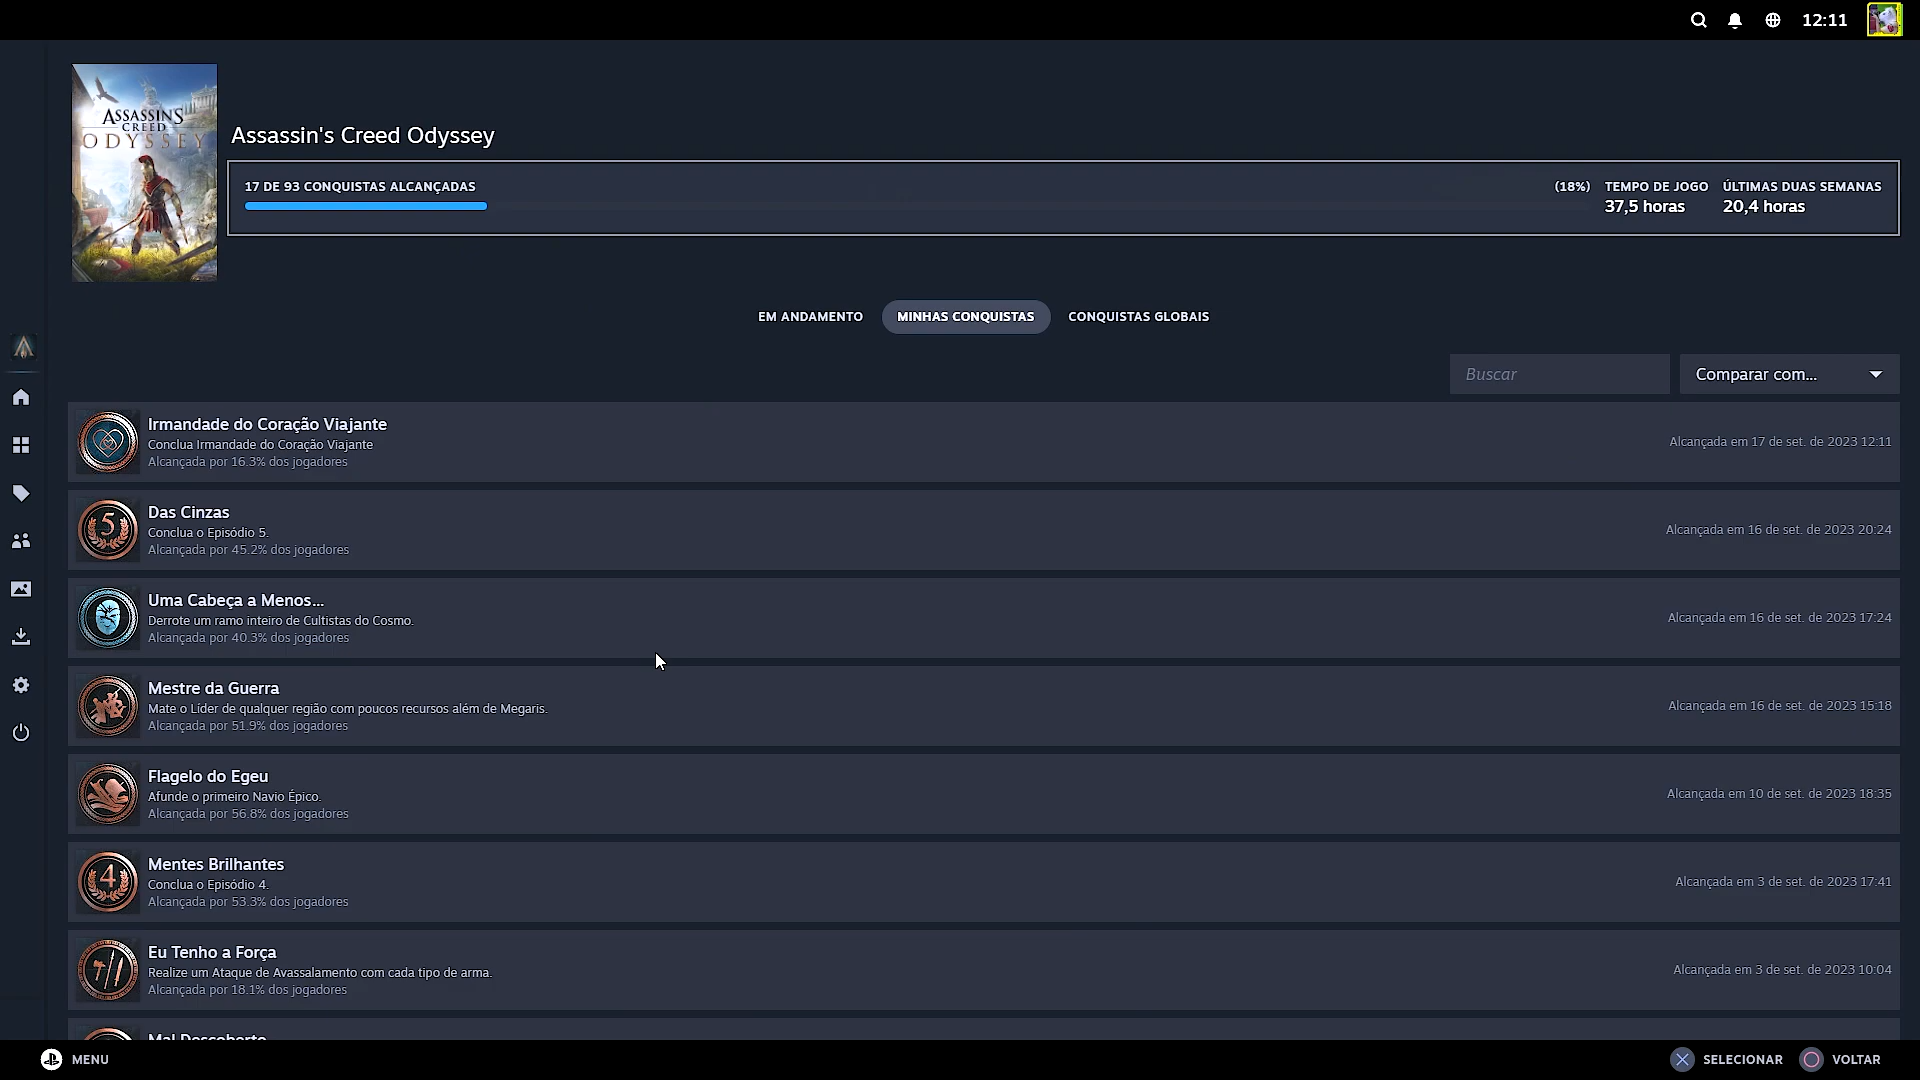 12:11
ASSASSIN'S
CREED
ODYSSEY
Assassin's Creed Odyssey
17 DE 93 CONQUISTAS ALCANÇADAS
(18%)
TEMPO DE JOGO
37,5 horas
ÚLTIMAS DUAS SEMANAS
20,4 horas
EM ANDAMENTO
MINHAS CONQUISTAS
CONQUISTAS GLOBAIS
Buscar
Comparar com...
Irmandade do Coração Viajante
Conclua Irmandade do Coração Viajante
Alcançada por 16.3% dos jogadores
Alcançada em 17 de set. de 2023 12:11
5
Das Cinzas
Conclua o Episódio 5.
Alcançada por 45.2% dos jogadores
Alcançada em 16 de set. de 2023 20:24
Uma Cabeça a Menos...
Derrote um ramo inteiro de Cultistas do Cosmo.
Alcançada por 40.3% dos jogadores
Alcançada em 16 de set. de 2023 17:24
Mestre da Guerra
Mate o Líder de qualquer região com poucos recursos além de Megaris.
Alcançada por 51.9% dos jogadores
Alcançada em 16 de set. de 2023 15:18
Flagelo do Egeu
Afunde o primeiro Navio Épico.
Alcançada por 56.8% dos jogadores
Alcançada em 10 de set. de 2023 18:35
4
Mentes Brilhantes
Conclua o Episódio 4.
Alcançada por 53.3% dos jogadores
Alcançada em 3 de set. de 2023 17:41
Eu Tenho a Força
Realize um Ataque de Avassalamento com cada tipo de arma.
Alcançada por 18.1% dos jogadores
Alcançada em 3 de set. de 2023 10:04
Mal Descoberto
MENU
SELECIONAR
VOLTAR